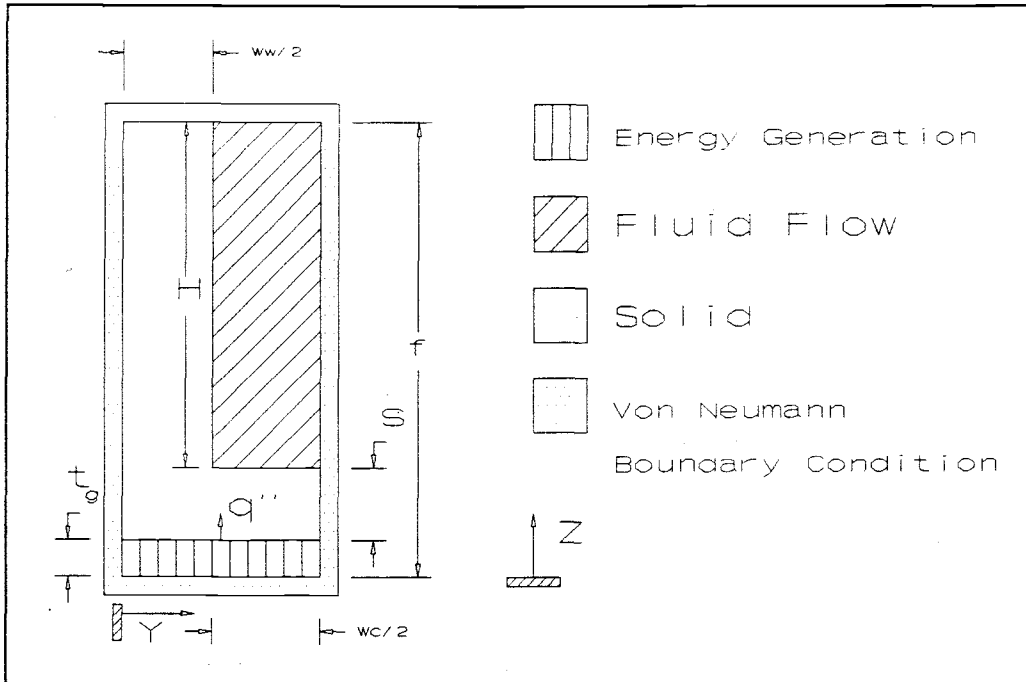 Ww/2
Energy Generation
Fluid Flow
H
Solid
f
S
Von Neumann
Boundary Condition
tg
q''
Z
Y
Wc/2